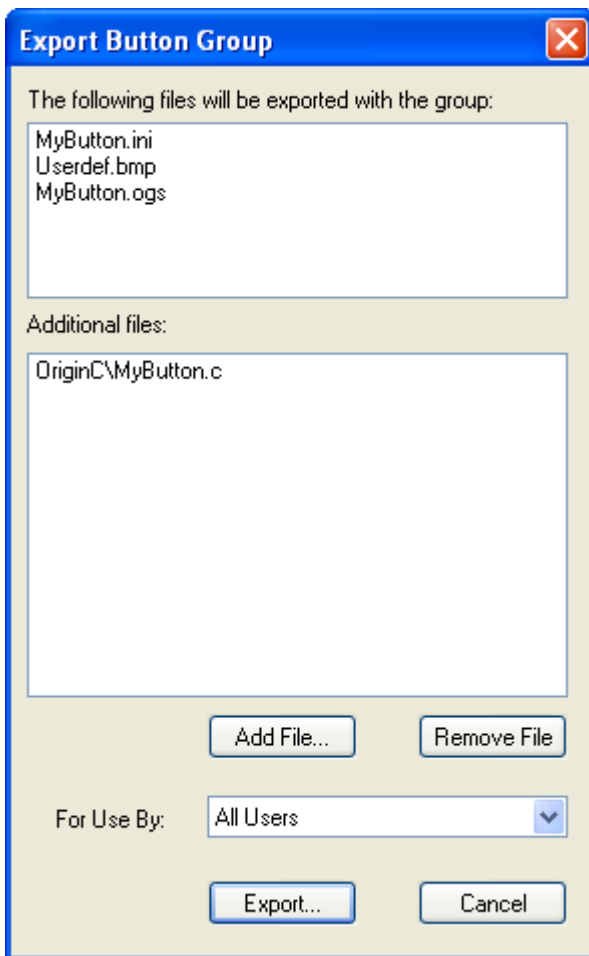 Export Button Group
The following files will be exported with the group:
MyButton.ini
Userdef.bmp
MyButton.ogs
Additional files:
OriginC\MyButton.c
Add File...
Remove File
For Use By:
All Users
Export...
Cancel